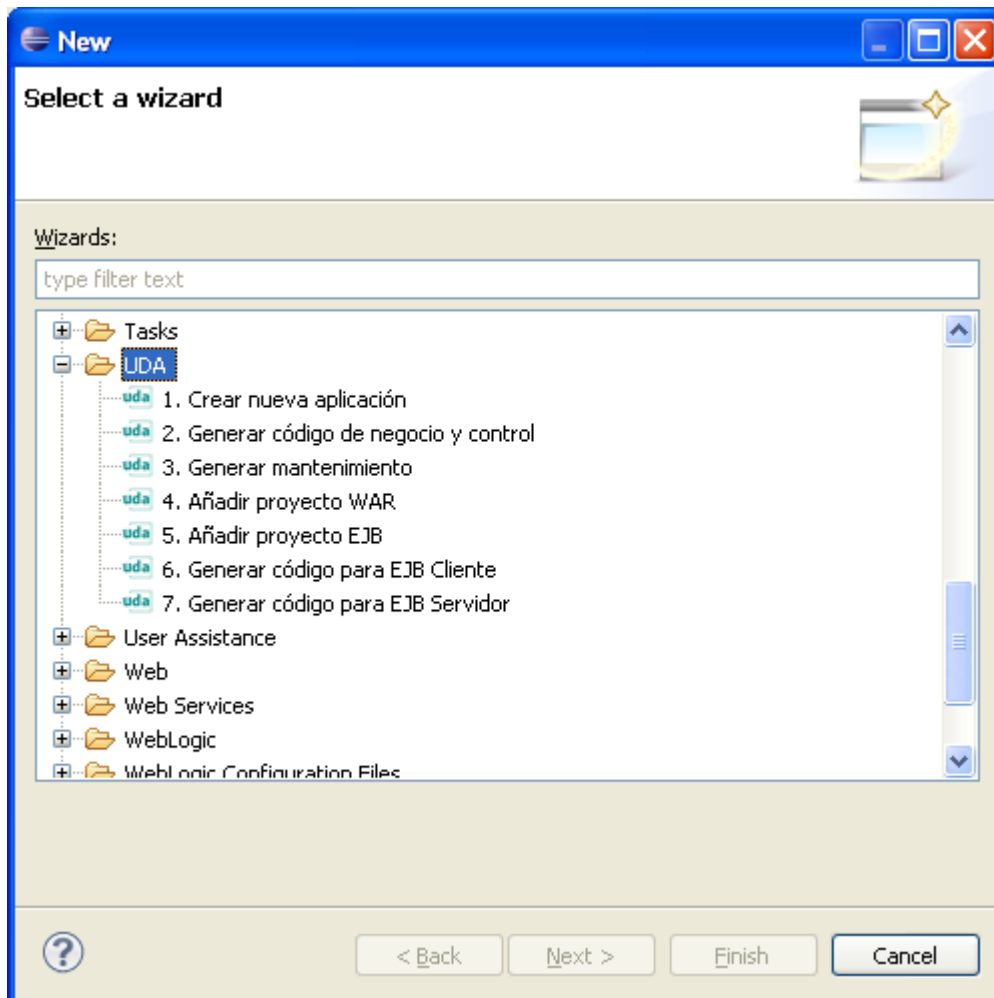 New
Select a wizard
Wizards:
type filter text
Tasks
UDA
uda 1. Crear nueva aplicación
uda 2. Generar código de negocio y control
uda 3. Generar mantenimiento
uda 4. Añadir proyecto WAR
uda 5. Añadir proyecto EJB
uda 6. Generar código para EJB Cliente
uda 7. Generar código para EJB Servidor
User Assistance
Web
Web Services
WebLogic
WebLogic Configuration Files
? < Back Next > Finish Cancel